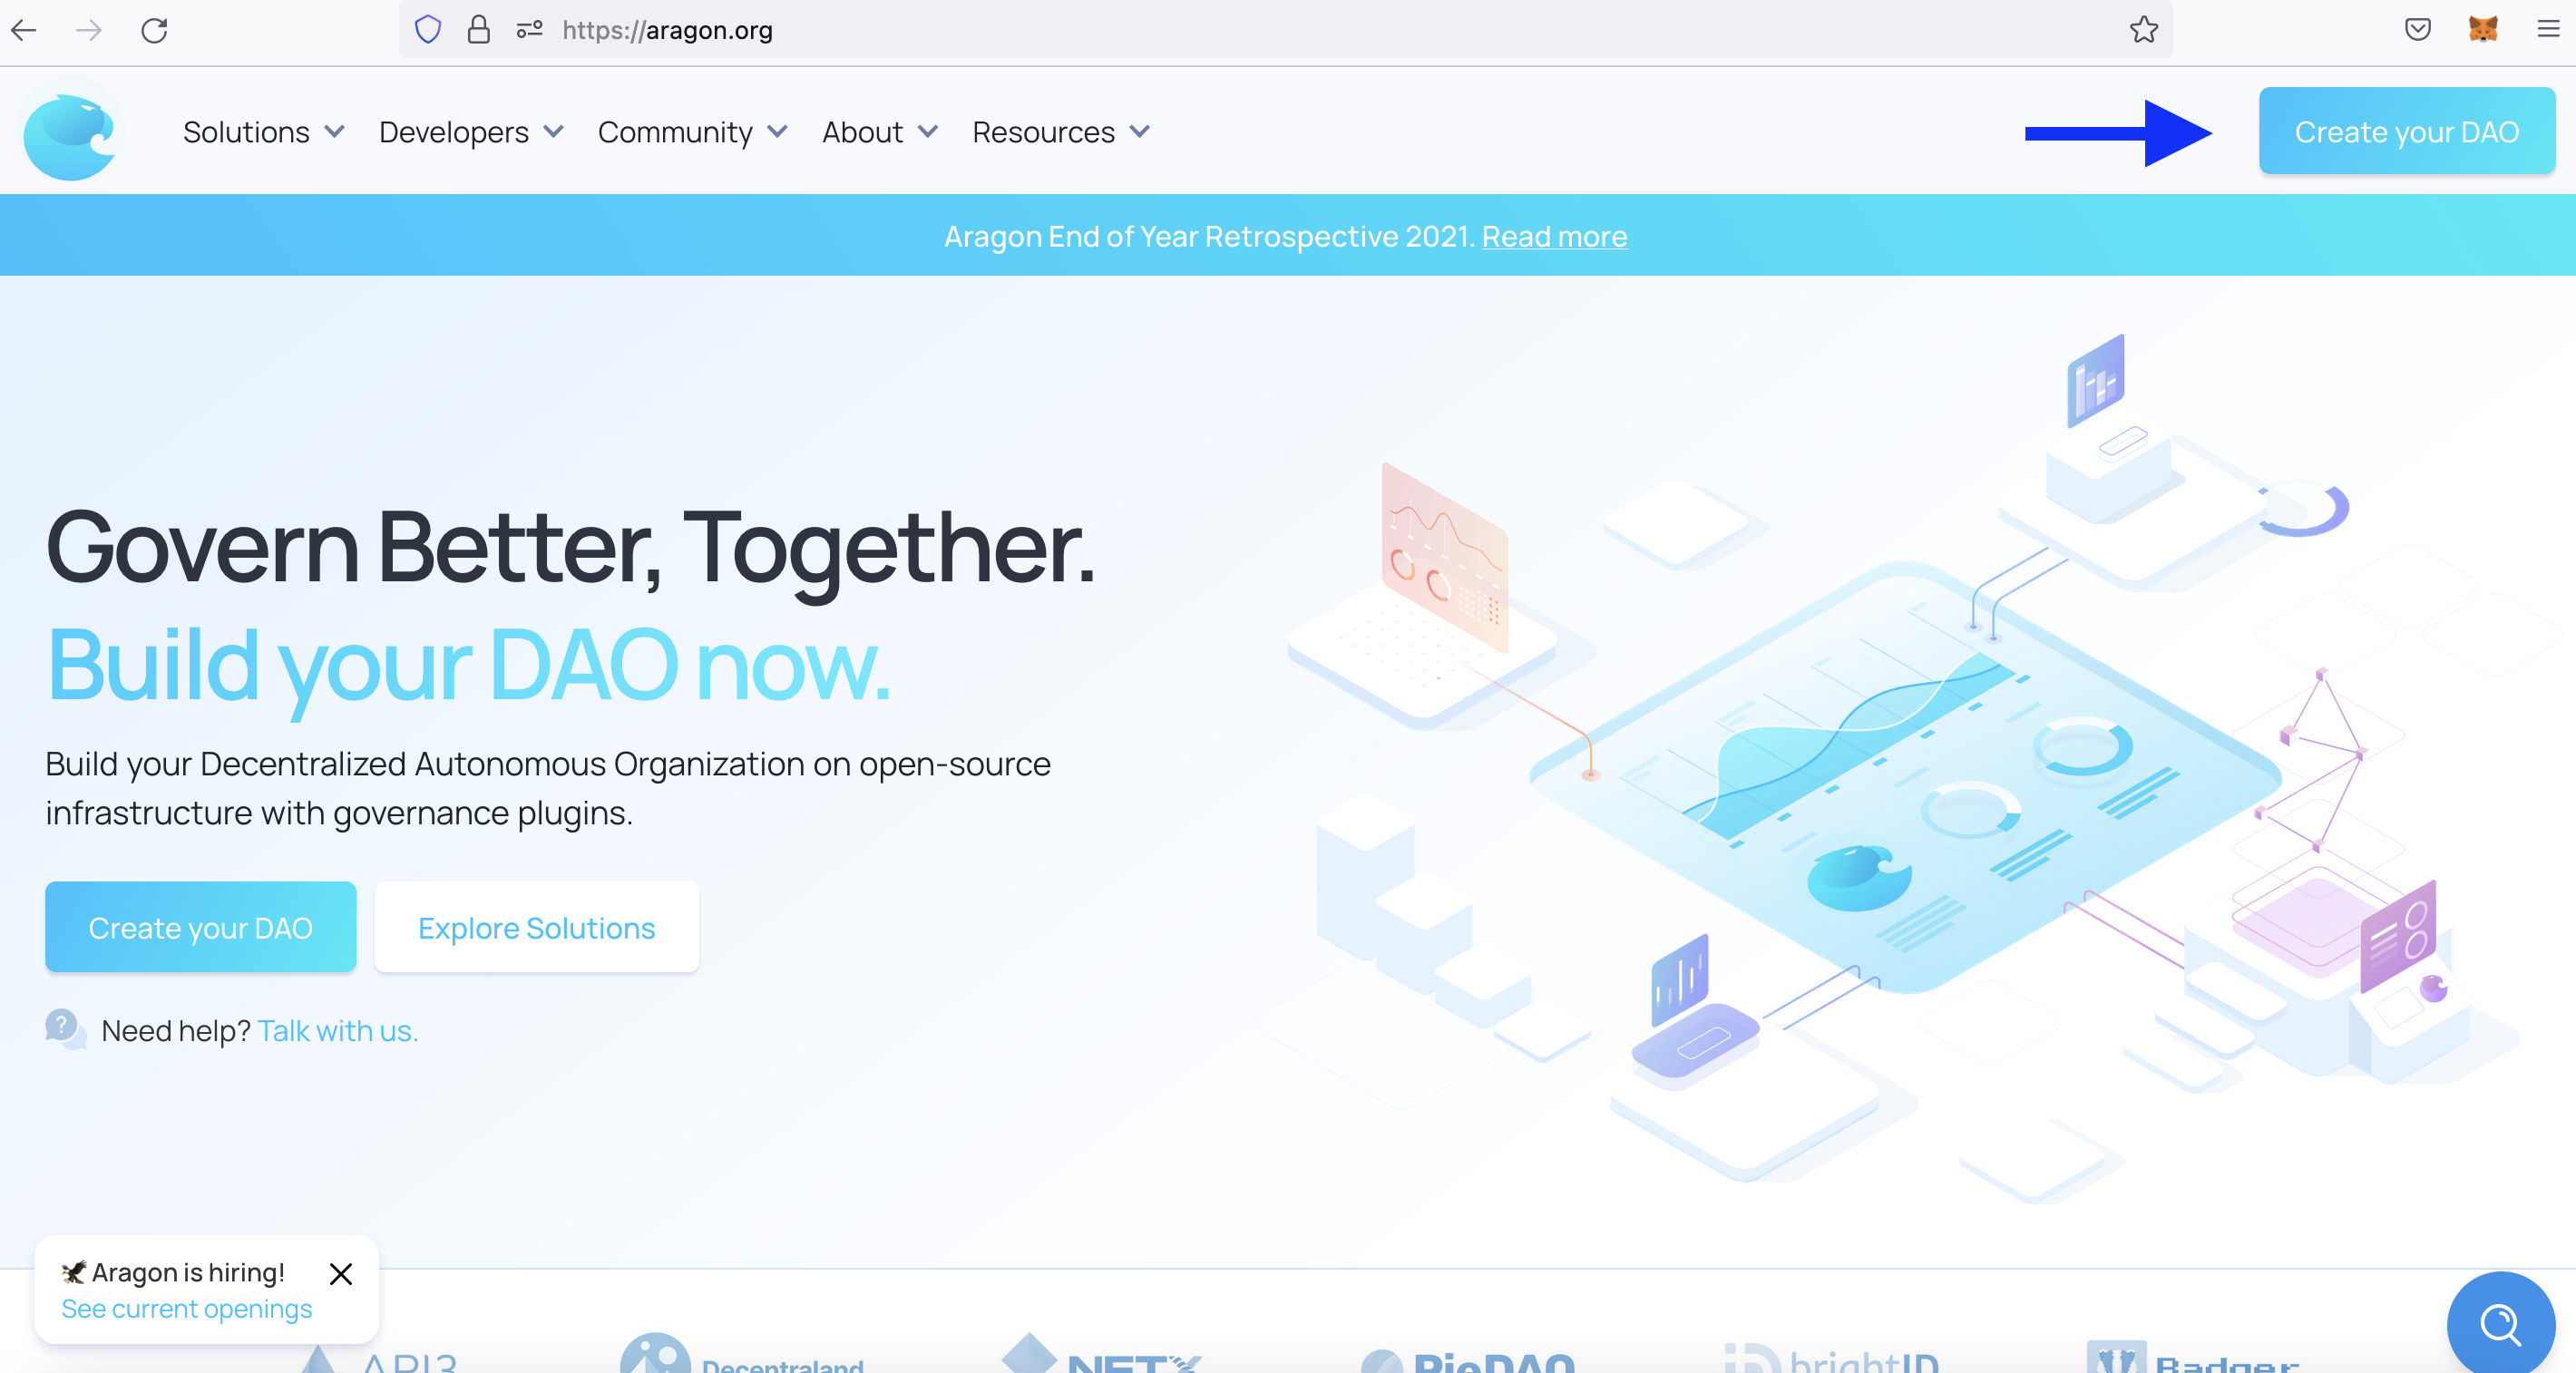 https://aragon.org
Solutions
Developers
Community
About
Resources
Create your DAO
Aragon End of Year Retrospective 2021. Read more
Govern Better, Together.
Build your DAO now.
Build your Decentralized Autonomous Organization on open-source
infrastructure with governance plugins.
Create your DAO
Explore Solutions
? Need help? Talk with us.
Aragon is hiring!
See current openings
API3
Decentraland
PieDAO
brightID
Badger